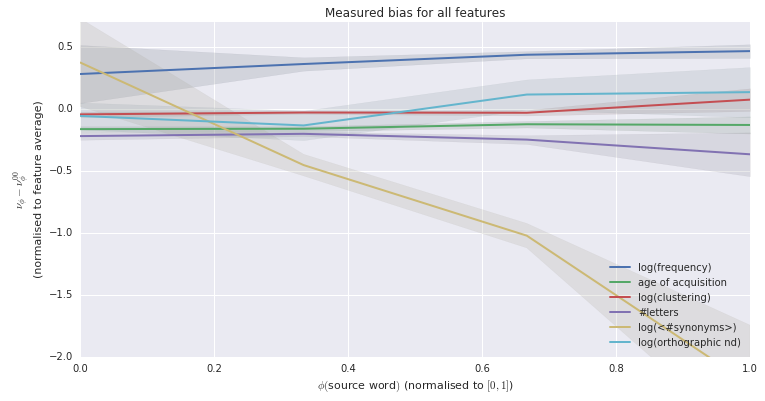 Measured bias for all features
0.5
0.0
−0.5
−1.0
−1.5
−2.0
ν_ϕ − ν_ϕ^00
(normalised to feature average)
log(frequency)
age of acquisition
log(clustering)
#letters
log(<#synonyms>)
log(orthographic nd)
0.0 0.2 0.4 0.6 0.8 1.0
ϕ(source word) (normalised to [0, 1])